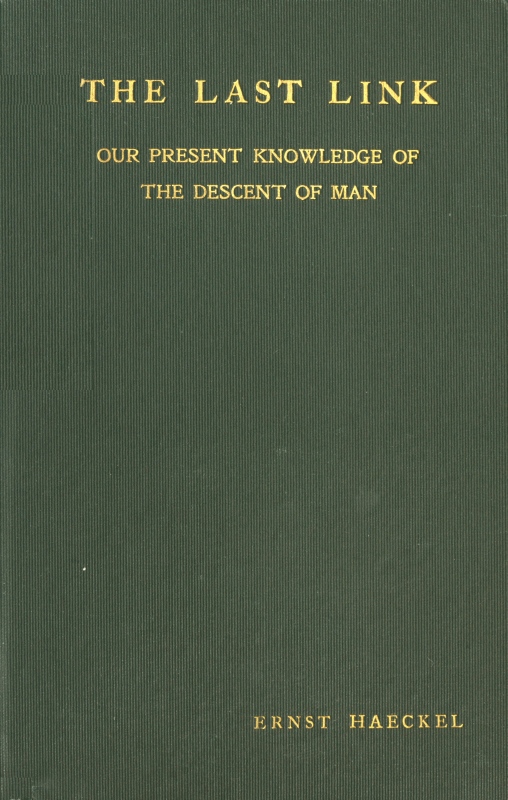 THE LAST LINK
OUR PRESENT KNOWLEDGE OF
THE DESCENT OF MAN
ERNST HAECKEL